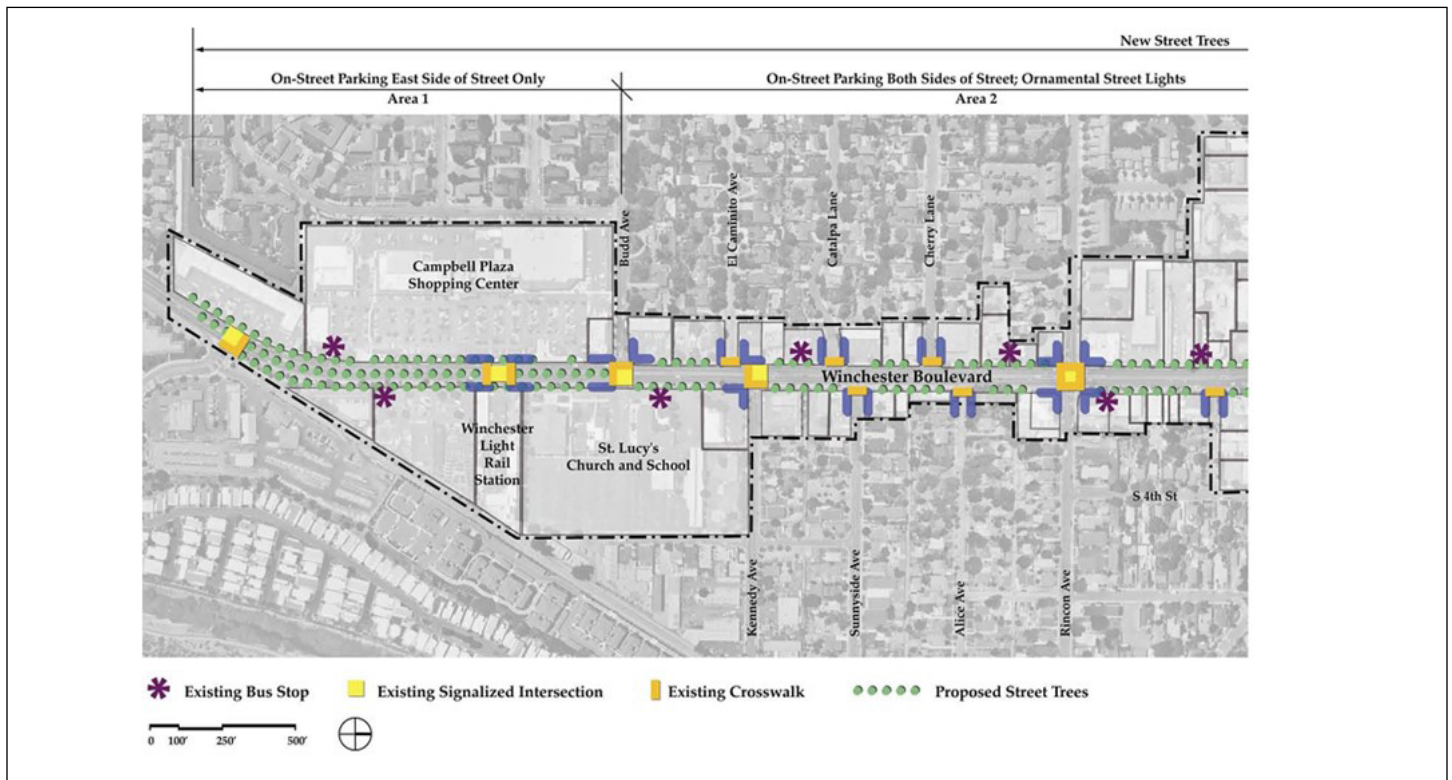 New Street Trees
On-Street Parking East Side of Street Only
On-Street Parking Both Sides of Street; Ornamental Street Lights
Area 1
Area 2
Budd Ave
El Caminito Ave
Catalpa Lane
Cherry Lane
Campbell Plaza
Shopping Center
Winchester Boulevard
Winchester
Light
Rail
Station
St. Lucy's
Church and School
S 4th St
Kennedy Ave
Sunnyside Ave
Alice Ave
Rincon Ave
Existing Bus Stop
Existing Signalized Intersection
Existing Crosswalk
Proposed Street Trees
0 100' 250' 500'